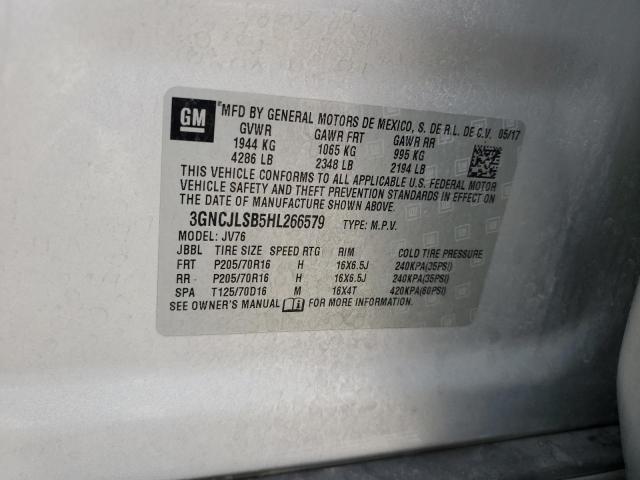 GM
MFD BY GENERAL MOTORS DE MEXICO, S. DE R.L. DE C.V. 05/17
GVWR GAWR FRT GAWR RR
1944 KG 1065 KG 995 KG
4286 LB 2348 LB 2194 LB
THIS VEHICLE CONFORMS TO ALL APPLICABLE U.S. FEDERAL MOTOR
VEHICLE SAFETY AND THEFT PREVENTION STANDARDS IN EFFECT ON
THE DATE OF MANUFACTURE SHOWN ABOVE.
3GNCJLSB5HL266579 TYPE: M.P.V.
MODEL: JV76
JBBL TIRE SIZE SPEED RTG RIM COLD TIRE PRESSURE
FRT P205/70R16 H 16X6.5J 240KPA(35PSI)
RR P205/70R16 H 16X6.5J 240KPA(35PSI)
SPA T125/70D16 M 16X4T 420KPA(60PSI)
SEE OWNER'S MANUAL FOR MORE INFORMATION.